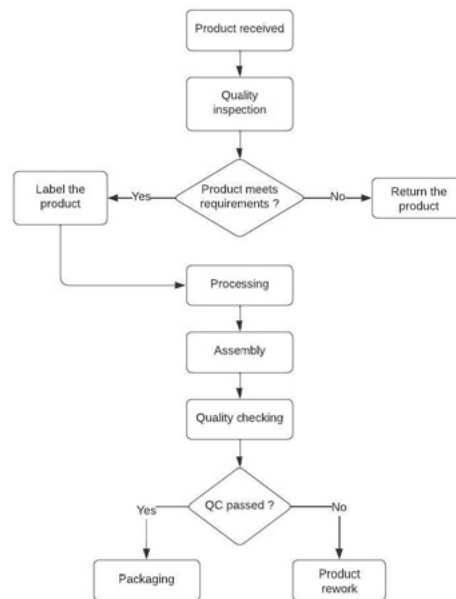 Product received
Quality
inspection
Label the
product
Yes
Product meets
requirements ?
No
Return the
product
Processing
Assembly
Quality checking
QC passed ?
Yes
No
Packaging
Product
rework